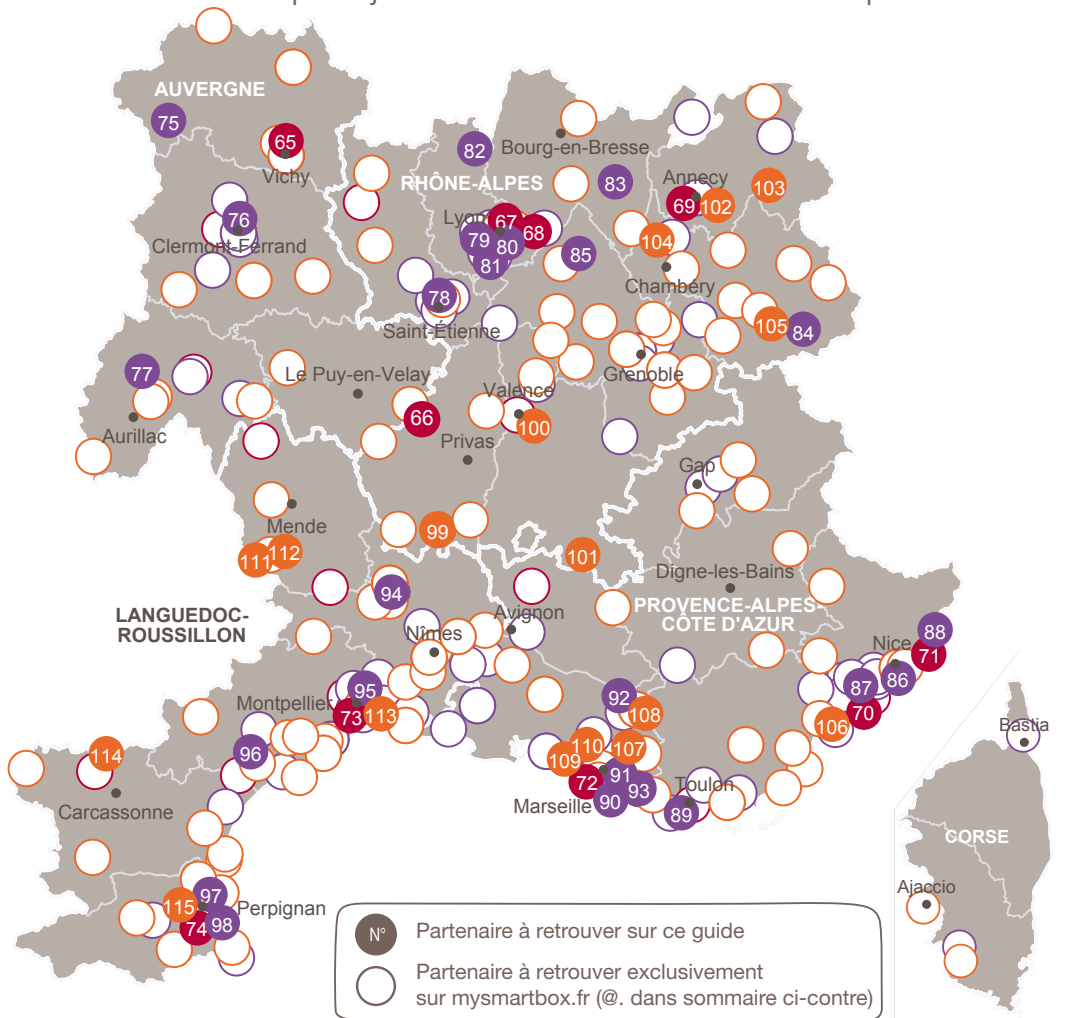 AUVERGNE
75
65
Vichy
82
Bourg-en-Bresse
RHÔNE-ALPES
83
Annecy
69
102
103
76
Clermont-Ferrand
Lyon
67
68
79
80
81
85
104
Chambéry
78
Saint-Étienne
105
84
77
Le Puy-en-Velay
Grenoble
Valence
66
100
Aurillac
Privas
Gap
Mende
99
111
112
101
94
Digne-les-Bains
LANGUEDOC-
ROUSSILLON
Avignon
PROVENCE-ALPES-
CÔTE D'AZUR
Nîmes
88
Nice
71
86
87
70
106
95
Montpellier
73
113
92
108
96
110
107
109
114
72
91
Toulon
Marseille
90
93
89
Carcassonne
Bastia
CORSE
Ajaccio
97
115
Perpignan
74
98
N° Partenaire à retrouver sur ce guide
Partenaire à retrouver exclusivement
sur mysmartbox.fr (@. dans sommaire ci-contre)